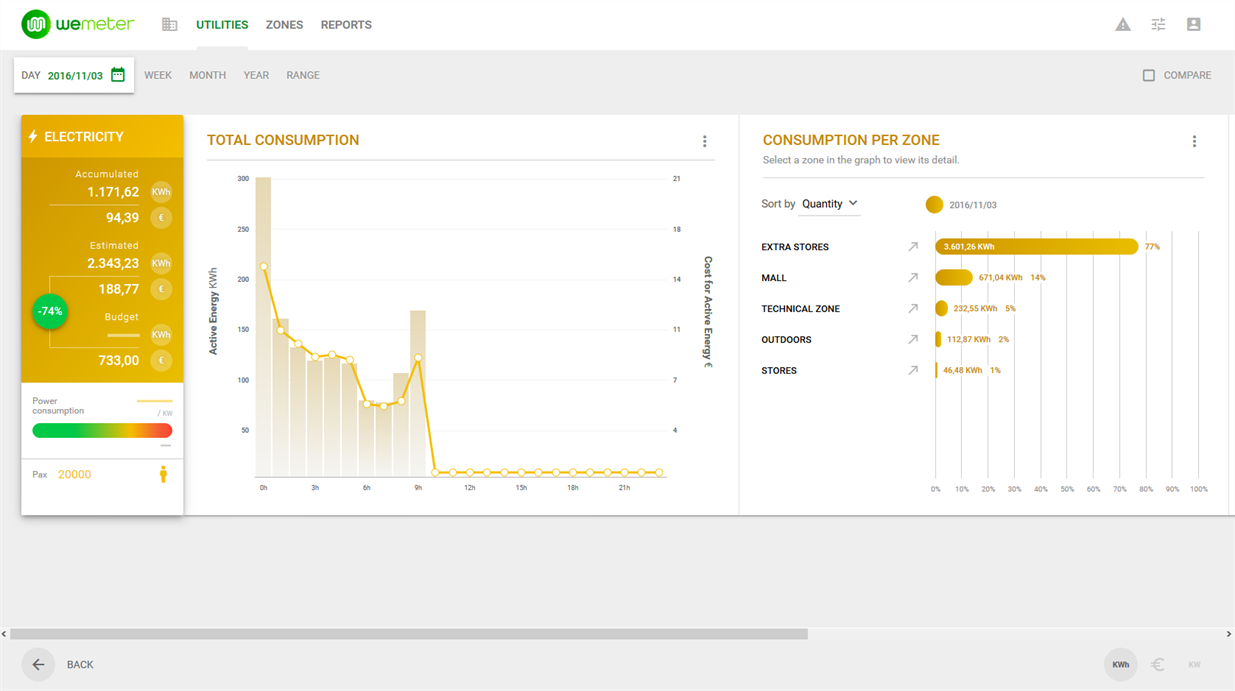 wemeter
UTILITIES ZONES REPORTS
DAY 2016/11/03 WEEK MONTH YEAR RANGE
COMPARE
ELECTRICITY
Accumulated
1.171,62 KWh
94,39 €
Estimated
2.343,23 KWh
188,77 €
-74%
Budget
KWh
733,00 €
Power
consumption
/ KW
Pax 20000
TOTAL CONSUMPTION
Active Energy KWh
300
250
200
150
100
50
21
18
14
11
7
4
Cost for Active Energy €
0h 3h 6h 9h 12h 15h 18h 21h
CONSUMPTION PER ZONE
Select a zone in the graph to view its detail.
Sort by Quantity
2016/11/03
EXTRA STORES 3.601,26 KWh 77%
MALL 671,04 KWh 14%
TECHNICAL ZONE 232,55 KWh 5%
OUTDOORS 112,87 KWh 2%
STORES 46,48 KWh 1%
0% 10% 20% 30% 40% 50% 60% 70% 80% 90% 100%
BACK
KWh € KW